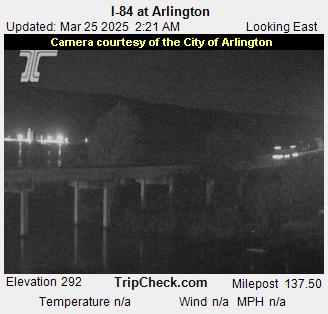 I-84 at Arlington
Updated: Mar 25 2025 2:21 AM Looking East
Camera courtesy of the City of Arlington
Elevation 292 TripCheck.com Milepost 137.50
Temperature n/a Wind n/a MPH n/a